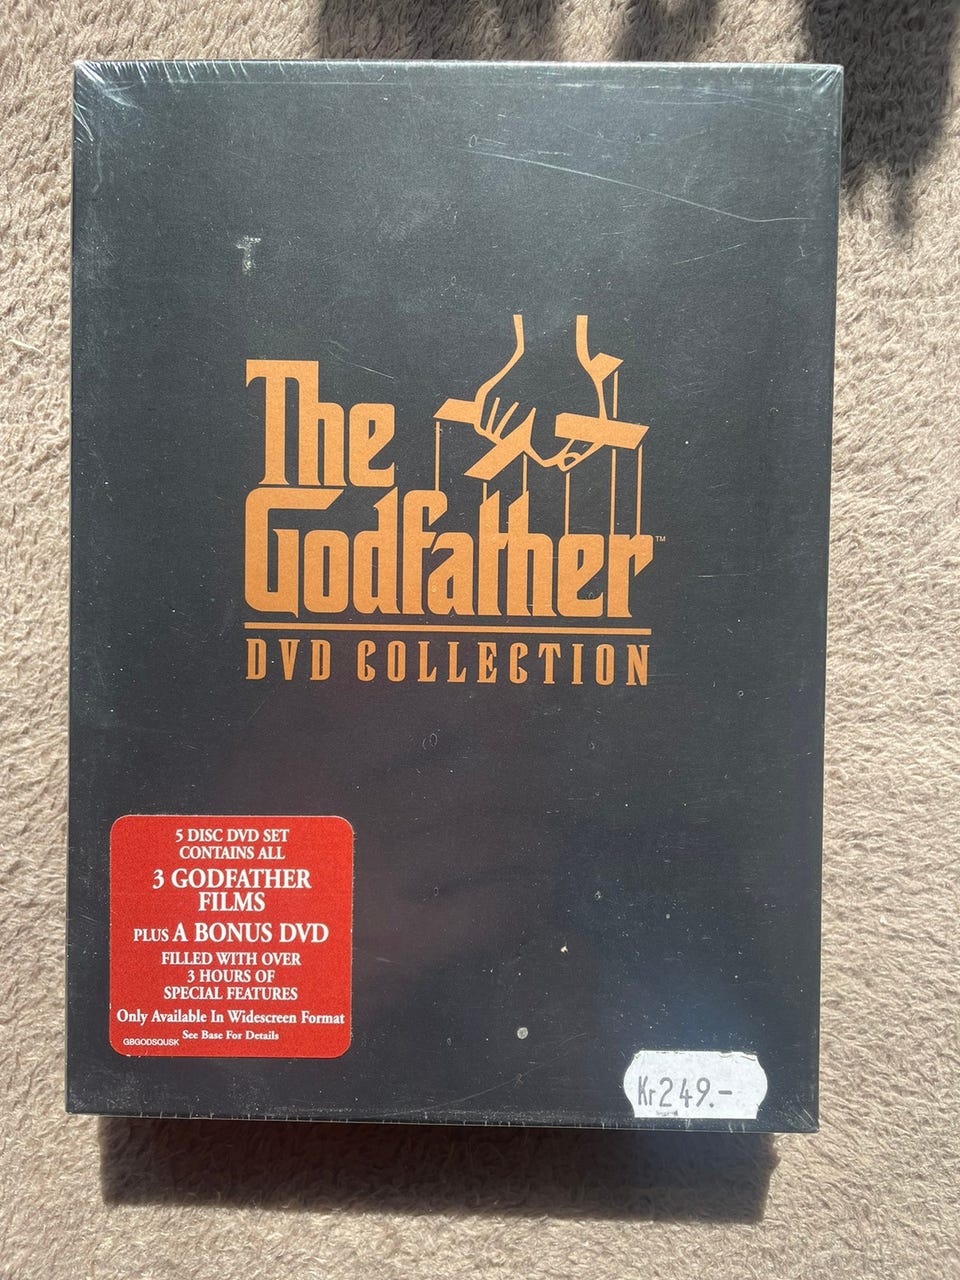 The
Godfather™
DVD COLLECTION
5 DISC DVD SET
CONTAINS ALL
3 GODFATHER
FILMS
PLUS A BONUS DVD
FILLED WITH OVER
3 HOURS OF
SPECIAL FEATURES
Only Available In Widescreen Format
See Base For Details
GBGODSQUSK
Kr249.-